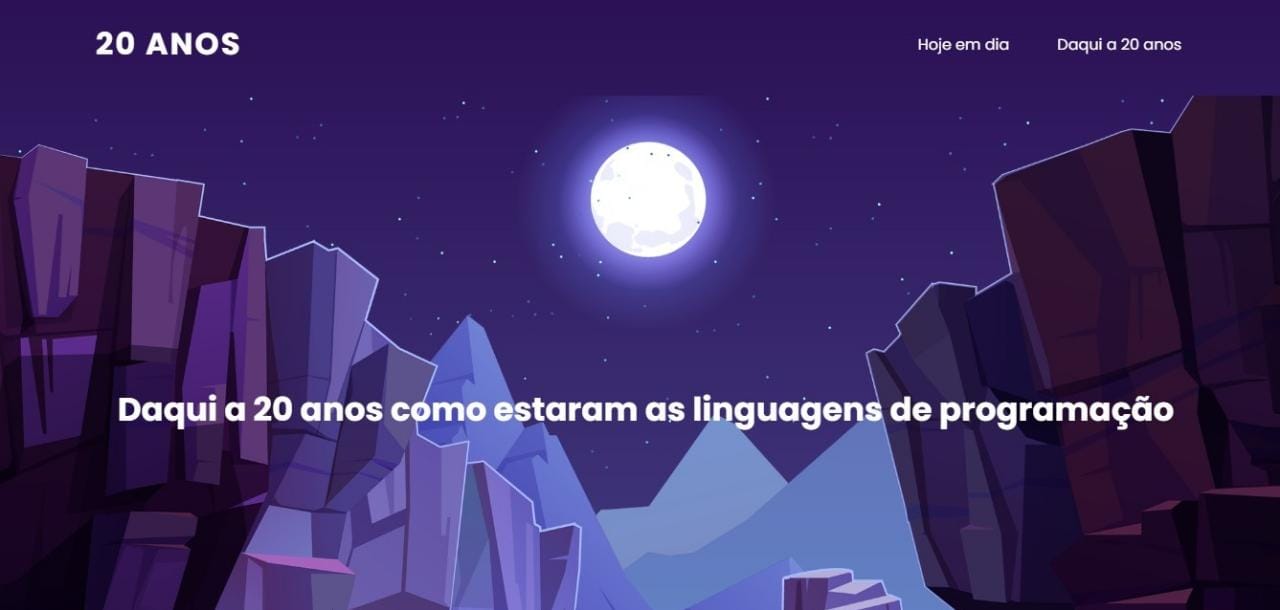 20 ANOS
Hoje em dia
Daqui a 20 anos
Daqui a 20 anos como estaram as linguagens de programação